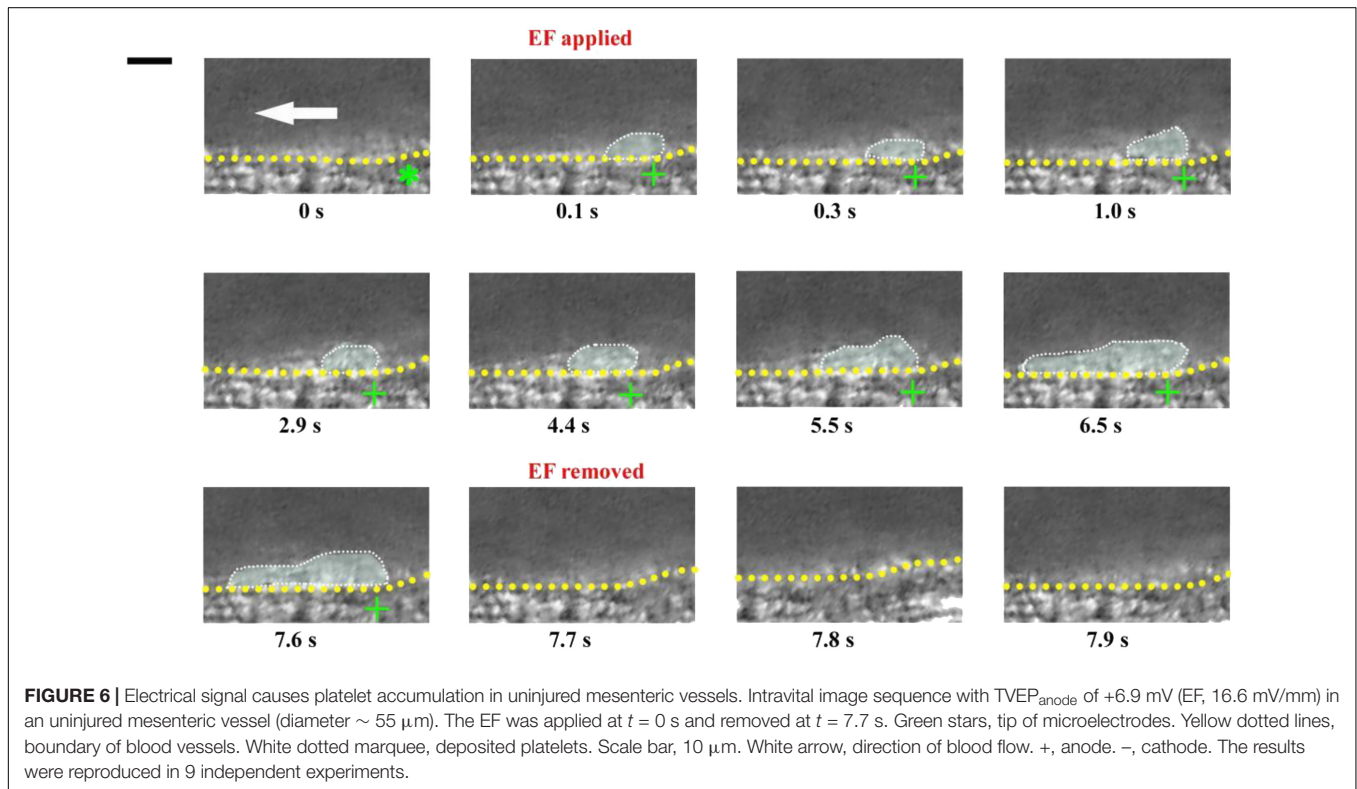 EF applied
0 s
0.1 s
0.3 s
1.0 s
2.9 s
4.4 s
5.5 s
6.5 s
EF removed
7.6 s
7.7 s
7.8 s
7.9 s
FIGURE 6 | Electrical signal causes platelet accumulation in uninjured mesenteric vessels. Intravital image sequence with TVEPanode of +6.9 mV (EF, 16.6 mV/mm) in
an uninjured mesenteric vessel (diameter ∼ 55 μm). The EF was applied at t = 0 s and removed at t = 7.7 s. Green stars, tip of microelectrodes. Yellow dotted lines,
boundary of blood vessels. White dotted marquee, deposited platelets. Scale bar, 10 μm. White arrow, direction of blood flow. +, anode. –, cathode. The results
were reproduced in 9 independent experiments.